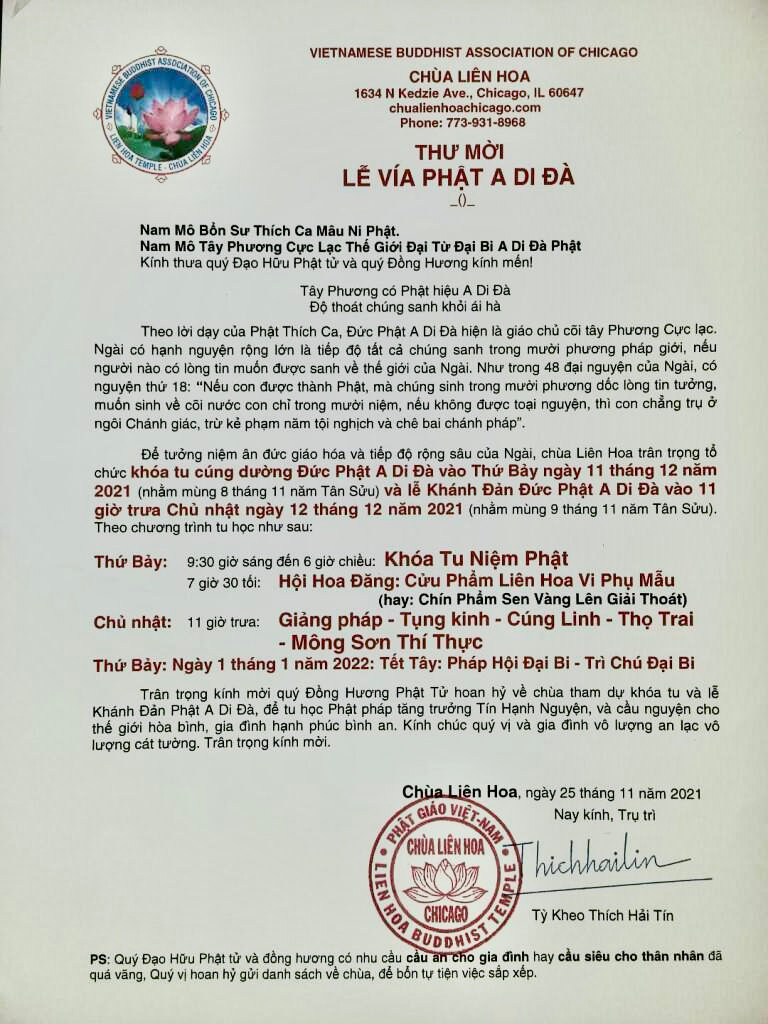 VIETNAMESE BUDDHIST ASSOCIATION OF CHICAGO
LIEN HOA TEMPLE - CHUA LIÊN HOA
VIETNAMESE BUDDHIST ASSOCIATION OF CHICAGO
CHÙA LIÊN HOA
1634 N Kedzie Ave., Chicago, IL 60647
chualienhoachicago.com
Phone: 773-931-8968
THƯ MỜI
LỄ VÍA PHẬT A DI ĐÀ
_()_
Nam Mô Bổn Sư Thích Ca Mâu Ni Phật.
Nam Mô Tây Phương Cực Lạc Thế Giới Đại Từ Đại Bi A Di Đà Phật
Kính thưa quý Đạo Hữu Phật tử và quý Đồng Hương kính mến!
Tây Phương có Phật hiệu A Di Đà
Độ thoát chúng sanh khỏi ái hà
Theo lời dạy của Phật Thích Ca, Đức Phật A Di Đà hiện là giáo chủ cõi tây Phương Cực lạc.
Ngài có hạnh nguyện rộng lớn là tiếp độ tất cả chúng sanh trong mười phương pháp giới, nếu
người nào có lòng tin muốn được sanh về thế giới của Ngài. Như trong 48 đại nguyện của Ngài, có
nguyện thứ 18: “Nếu con được thành Phật, mà chúng sinh trong mười phương dốc lòng tin tưởng,
muốn sinh về cõi nước con chỉ trong mười niệm, nếu không được toại nguyện, thì con chẳng trụ ở
ngôi Chánh giác, trừ kẻ phạm năm tội nghịch và chê bai chánh pháp”.
Để tưởng niệm ân đức giáo hóa và tiếp độ rộng sâu của Ngài, chùa Liên Hoa trân trọng tổ
chức khóa tu cúng dường Đức Phật A Di Đà vào Thứ Bảy ngày 11 tháng 12 năm
2021 (nhằm mùng 8 tháng 11 năm Tân Sửu) và lễ Khánh Đản Đức Phật A Di Đà vào 11
giờ trưa Chủ nhật ngày 12 tháng 12 năm 2021 (nhằm mùng 9 tháng 11 năm Tân Sửu).
Theo chương trình tu học như sau:
Thứ Bảy: 9:30 giờ sáng đến 6 giờ chiều: Khóa Tu Niệm Phật
7 giờ 30 tối: Hội Hoa Đăng: Cửu Phẩm Liên Hoa Vi Phụ Mẫu
(hay: Chín Phẩm Sen Vàng Lên Giải Thoát)
Chủ nhật: 11 giờ trưa: Giảng pháp - Tụng kinh - Cúng Linh - Thọ Trai
- Mông Sơn Thí Thực
Thứ Bảy: Ngày 1 tháng 1 năm 2022: Tết Tây: Pháp Hội Đại Bi - Trì Chú Đại Bi
Trân trọng kính mời quý Đồng Hương Phật Tử hoan hỷ về chùa tham dự khóa tu và lễ
Khánh Đản Phật A Di Đà, để tu học Phật pháp tăng trưởng Tín Hạnh Nguyện, và cầu nguyện cho
thế giới hòa bình, gia đình hạnh phúc bình an. Kính chúc quý vị và gia đình vô lượng an lạc vô
lượng cát tường. Trân trọng kính mời.
Chùa Liên Hoa, ngày 25 tháng 11 năm 2021
Nay kính, Trụ trì
PHẬT GIÁO VIỆT-NAM
CHÙA LIÊN HOA
CHICAGO
LIEN HOA BUDDHIST TEMPLE
Thichhaitin
Tỳ Kheo Thích Hải Tín
PS: Quý Đạo Hữu Phật tử và đồng hương có nhu cầu cầu an cho gia đình hay cầu siêu cho thân nhân đã
quá vãng, Quý vị hoan hỷ gửi danh sách về chùa, để bổn tự tiện việc sắp xếp.